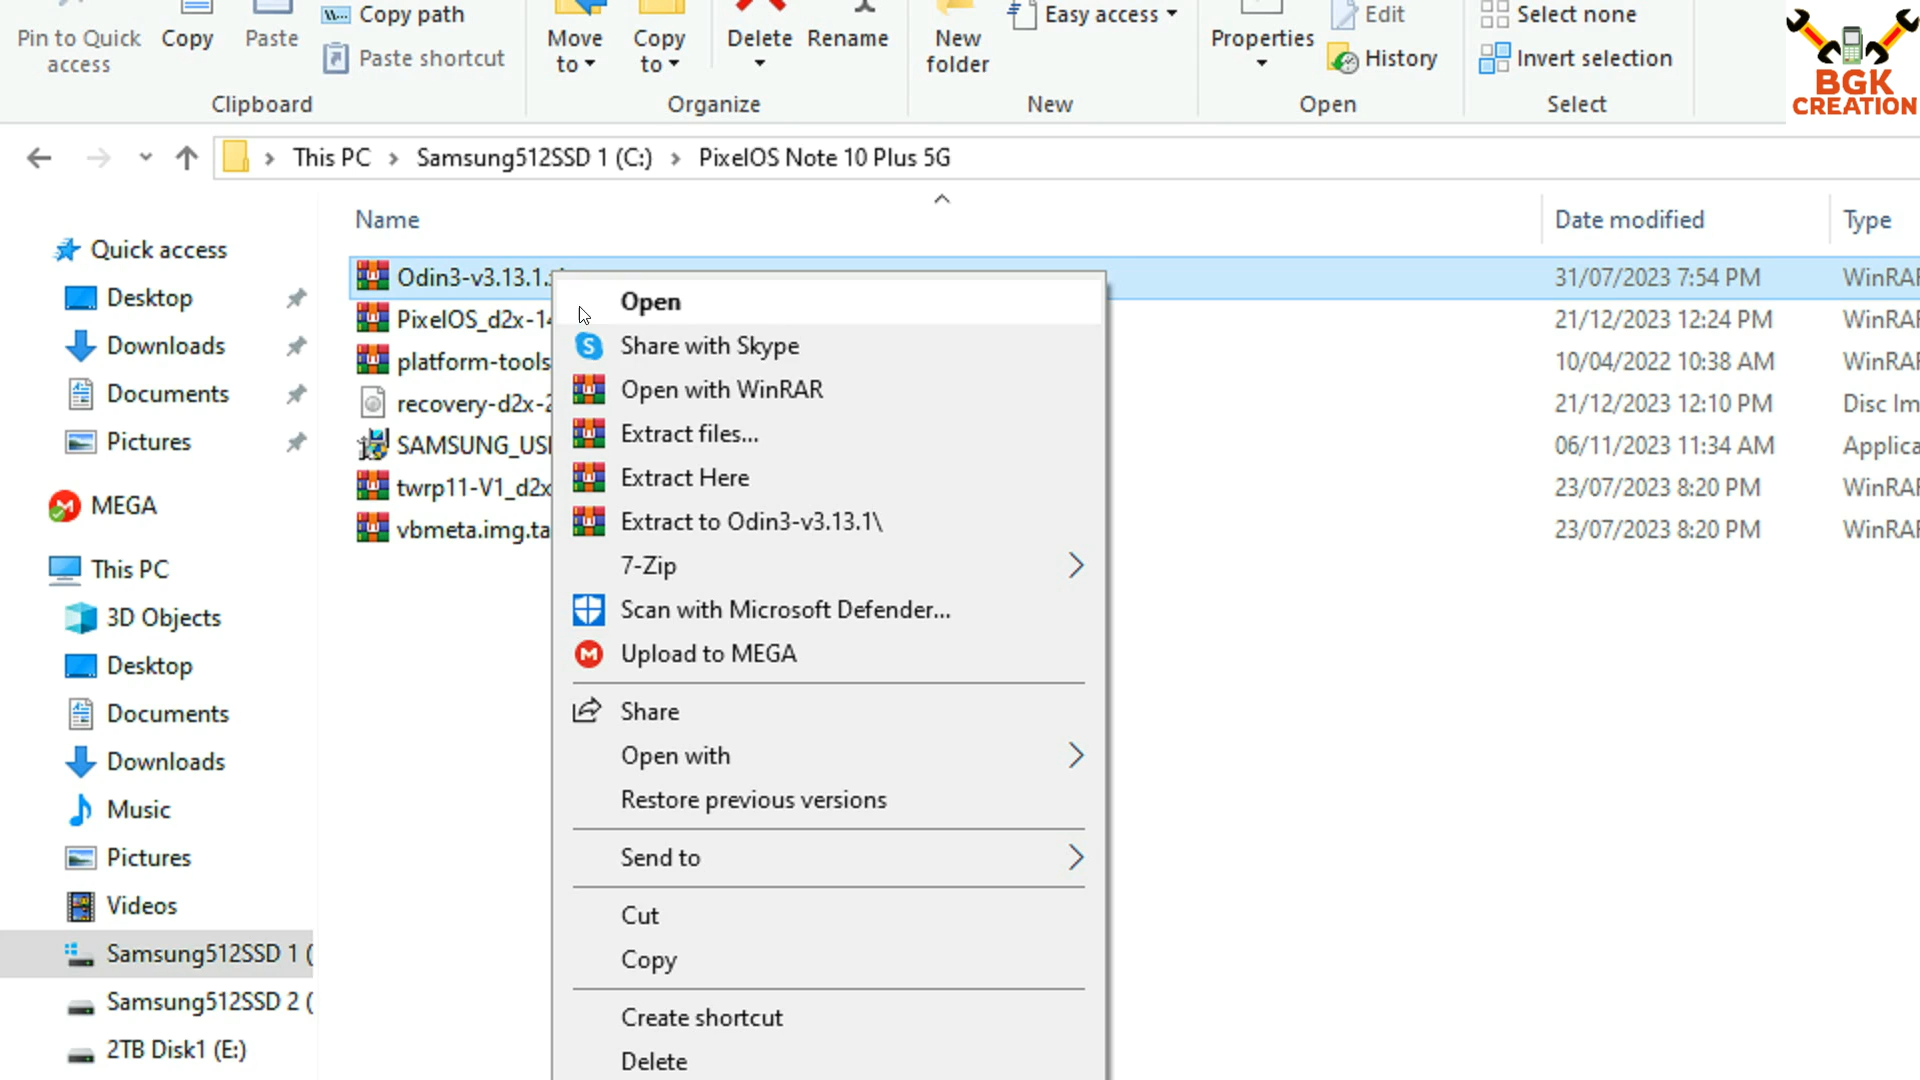 Pin to Quick access
Copy
Paste
Copy path
Paste shortcut
Clipboard
Move to
Copy to
Delete
Rename
Organize
New folder
Easy access
New
Properties
Edit
History
Open
Select none
Invert selection
Select
BGK
CREATION
This PC > Samsung512SSD 1 (C:) > PixelOS Note 10 Plus 5G
Name
Date modified
Type
Quick access
Desktop
Downloads
Documents
Pictures
MEGA
This PC
3D Objects
Desktop
Documents
Downloads
Music
Pictures
Videos
Samsung512SSD 1 (
Samsung512SSD 2 (
2TB Disk1 (E:)
Odin3-v3.13.1. 31/07/2023 7:54 PM WinRAR
PixelOS_d2x-14 21/12/2023 12:24 PM WinRAR
platform-tools 10/04/2022 10:38 AM WinRAR
recovery-d2x-2 21/12/2023 12:10 PM Disc Im
SAMSUNG_USB 06/11/2023 11:34 AM Applica
twrp11-V1_d2x 23/07/2023 8:20 PM WinRAR
vbmeta.img.ta 23/07/2023 8:20 PM WinRAR
Open
Share with Skype
Open with WinRAR
Extract files...
Extract Here
Extract to Odin3-v3.13.1\
7-Zip
Scan with Microsoft Defender...
Upload to MEGA
Share
Open with
Restore previous versions
Send to
Cut
Copy
Create shortcut
Delete